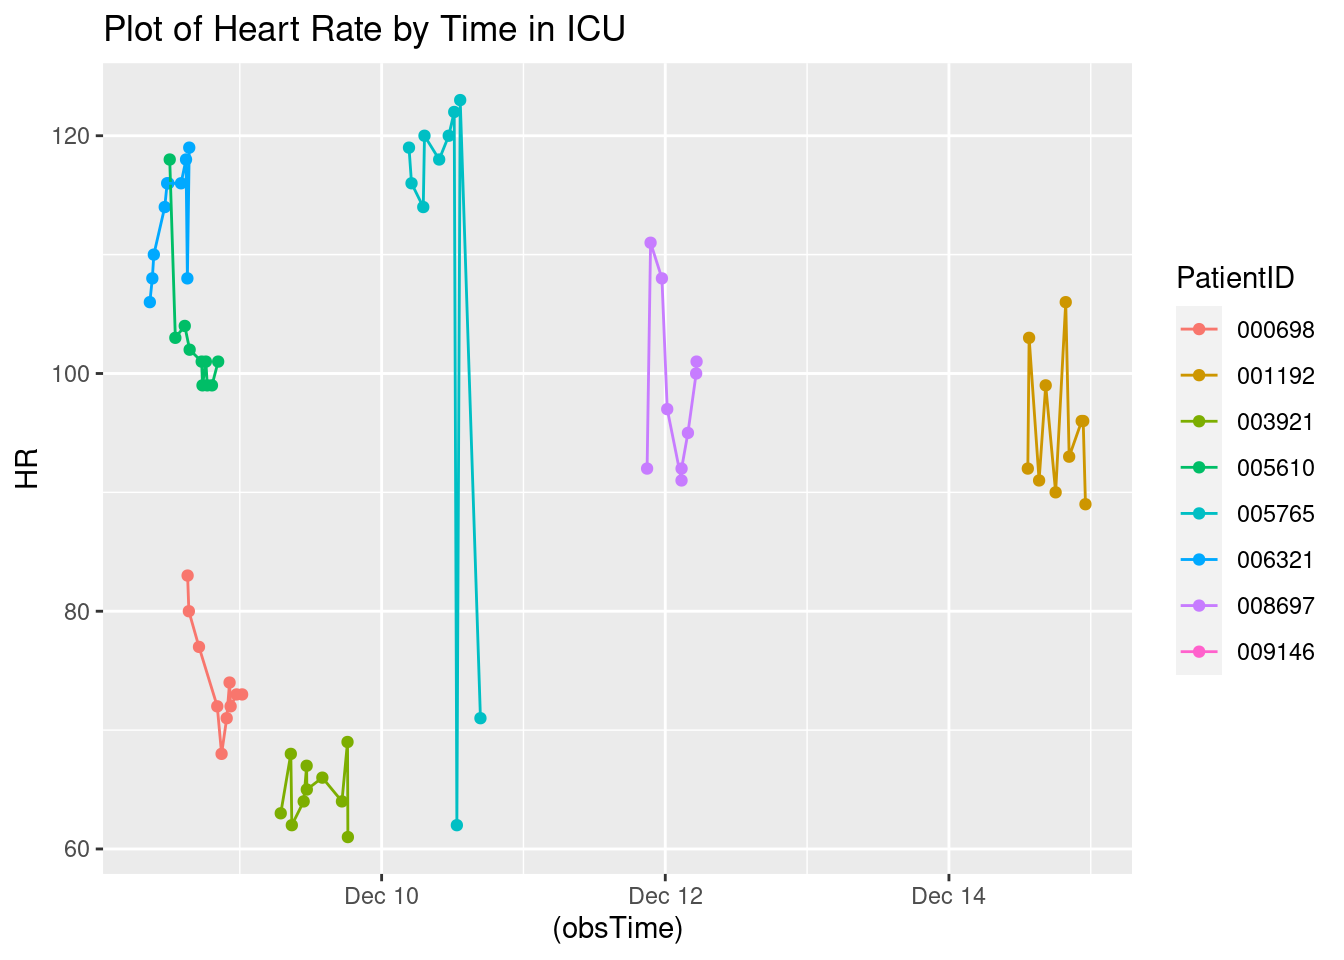 Plot of Heart Rate by Time in ICU
120
100
80
60
HR
Dec 10
Dec 12
Dec 14
(obsTime)
PatientID
000698
001192
003921
005610
005765
006321
008697
009146